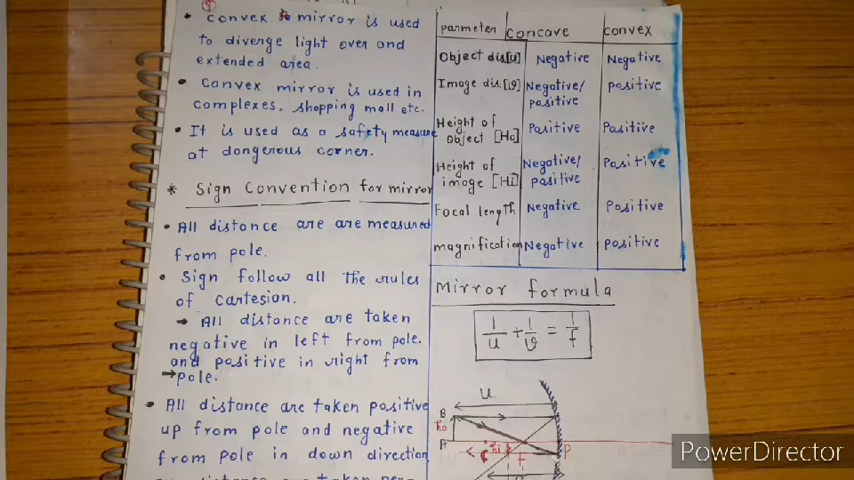 ①
• convex mirror is used
to diverge light over and
extended area.
• Convex mirror is used in
complexes, shopping mall etc.
• It is used as a safety measure
at dangerous corner.
* Sign Convention for mirror
• All distance are are measured
from pole.
• Sign follow all the rules
of cartesian.
→ All distance are taken
negative in left from pole.
and positive in right from
→ pole.
• All distance are taken positive
up from pole and negative
from pole in down direction
parmeter concave convex
Object dis[u] Negative Negative
Image dis.[v] Negative/ positive
positive
Height of Positive Positive
object [Ho]
Height of Negative/ Positive
image [Hi] positive
Focal length Negative Positive
magnification Negative positive
Mirror formula
1/u + 1/v = 1/f
u
B
ho
A
C hi F P
PowerDirector